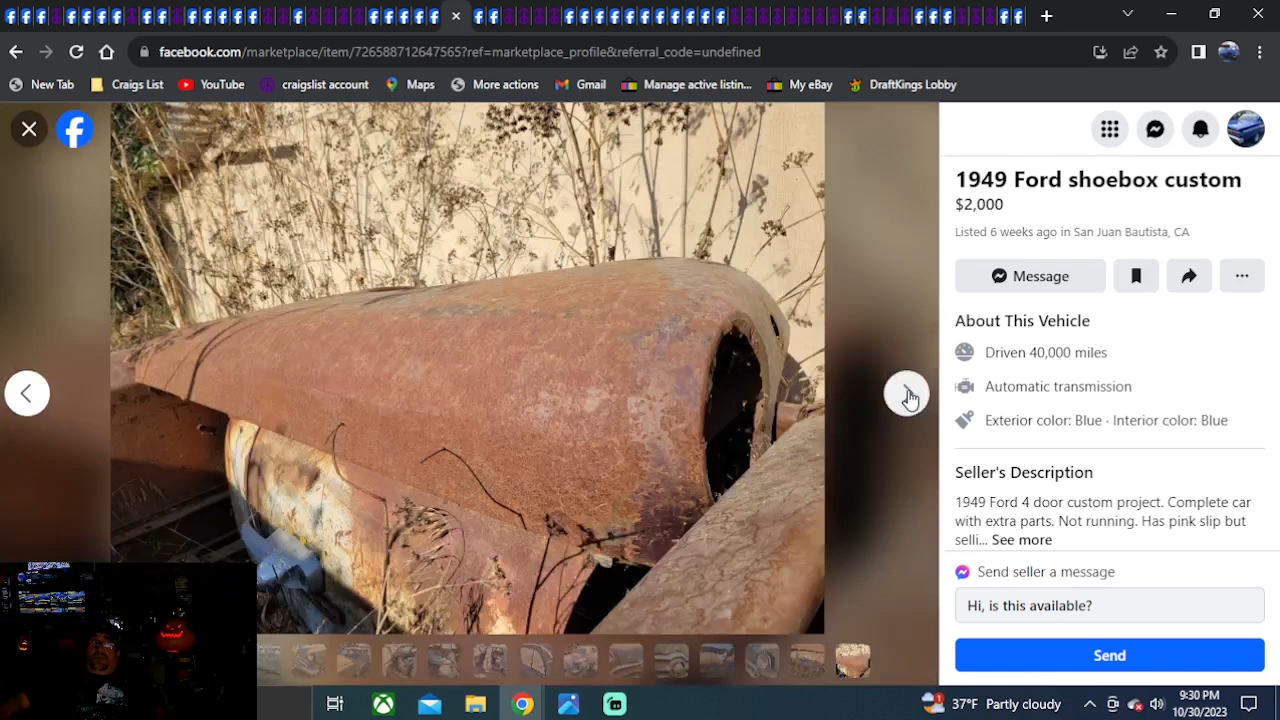 facebook.com/marketplace/item/726588712647565?ref=marketplace_profile&referral_code=undefined
New Tab
Craigs List
YouTube
craigslist account
Maps
More actions
Gmail
Manage active listin...
My eBay
DraftKings Lobby
1949 Ford shoebox custom
$2,000
Listed 6 weeks ago in San Juan Bautista, CA
Message
About This Vehicle
Driven 40,000 miles
Automatic transmission
Exterior color: Blue · Interior color: Blue
Seller's Description
1949 Ford 4 door custom project. Complete car
with extra parts. Not running. Has pink slip but
selli... See more
Send seller a message
Hi, is this available?
Send
37°F Partly cloudy
9:30 PM
10/30/2023